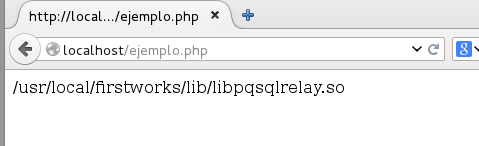 http://local.../ejemplo.php
localhost/ejemplo.php
/usr/local/firstworks/lib/libpqsqlrelay.so